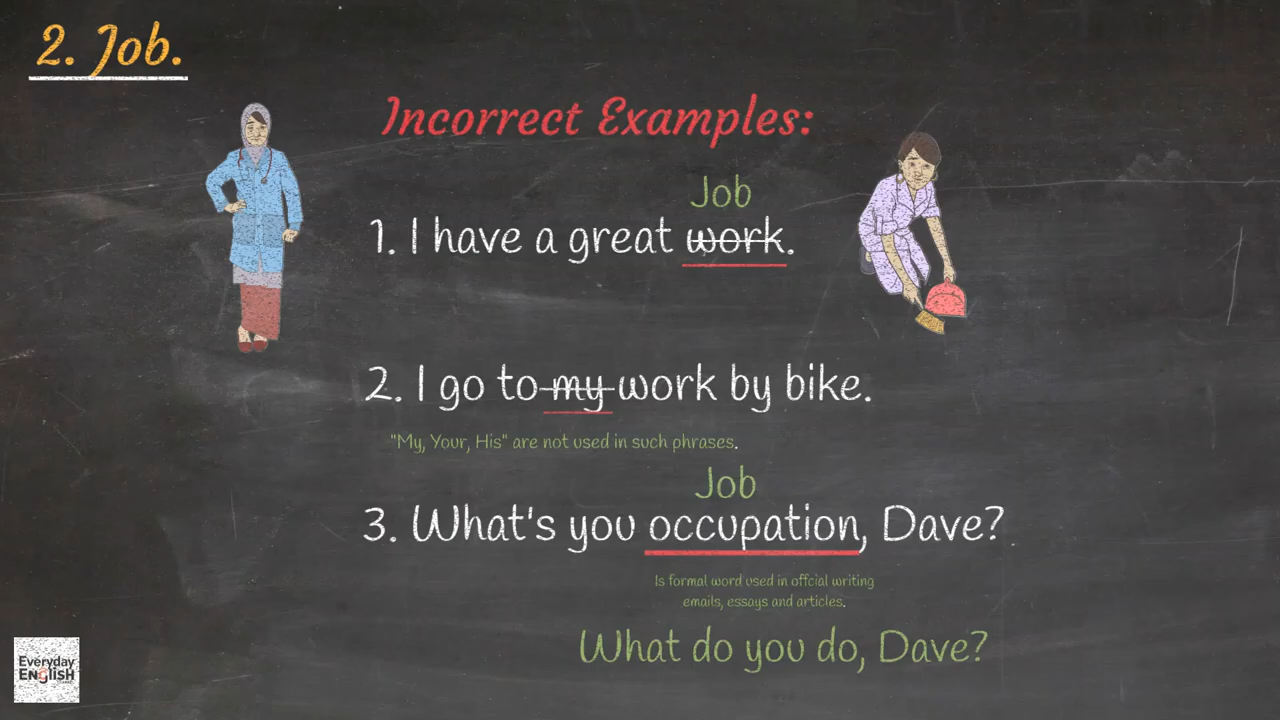 2. Job.
Incorrect Examples:
Job
1. I have a great work.
2. I go to my work by bike.
"My, Your, His" are not used in such phrases.
Job
3. What's you occupation, Dave?
Is formal word used in offcial writing
emails, essays and articles.
What do you do, Dave?
Everyday
ENgliSH